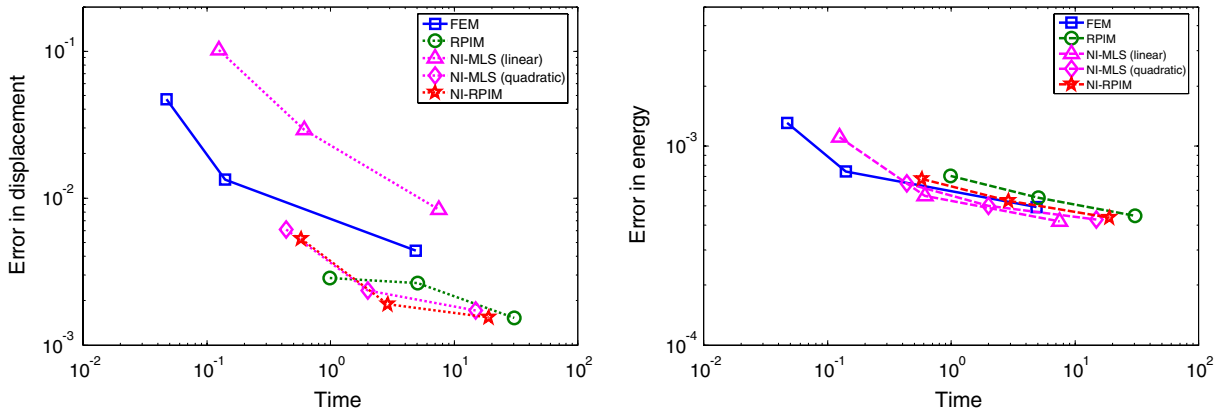 FEM
RPIM
NI-MLS (linear)
NI-MLS (quadratic)
NI-RPIM
Error in displacement
10^-1
10^-2
10^-3
10^-2
10^-1
10^0
10^1
10^2
Time
FEM
RPIM
NI-MLS (linear)
NI-MLS (quadratic)
NI-RPIM
Error in energy
10^-3
10^-4
10^-2
10^-1
10^0
10^1
10^2
Time